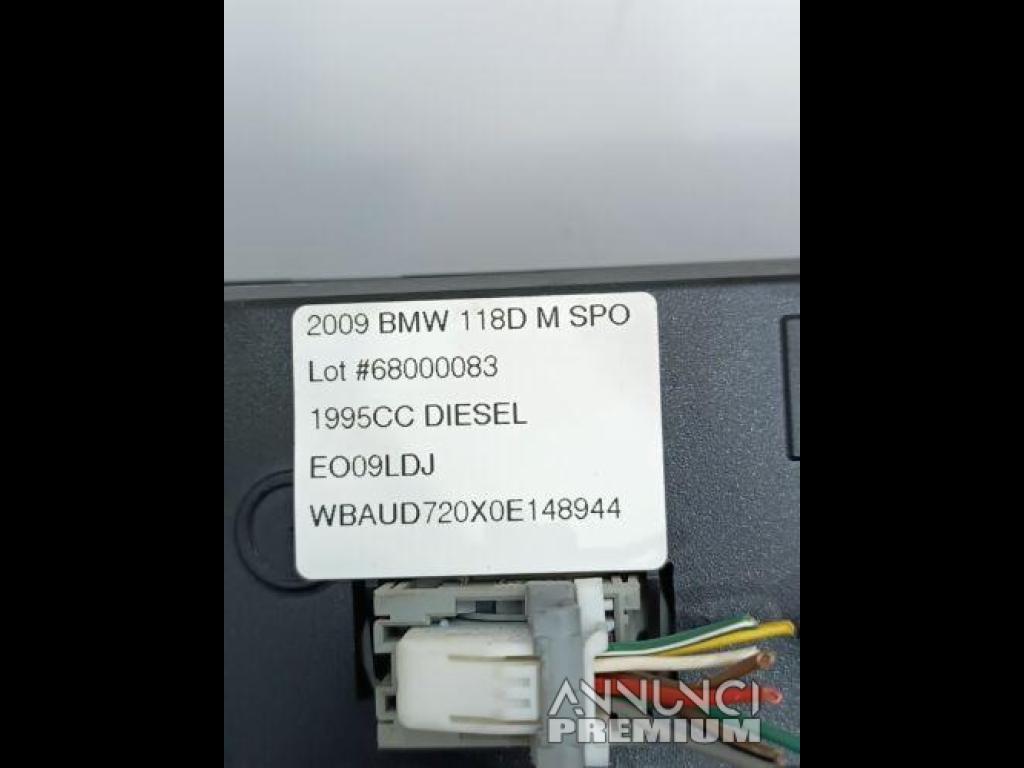 2009 BMW 118D M SPO
Lot #68000083
1995CC DIESEL
EO09LDJ
WBAUD720X0E148944
ANNUNCI
PREMIUM